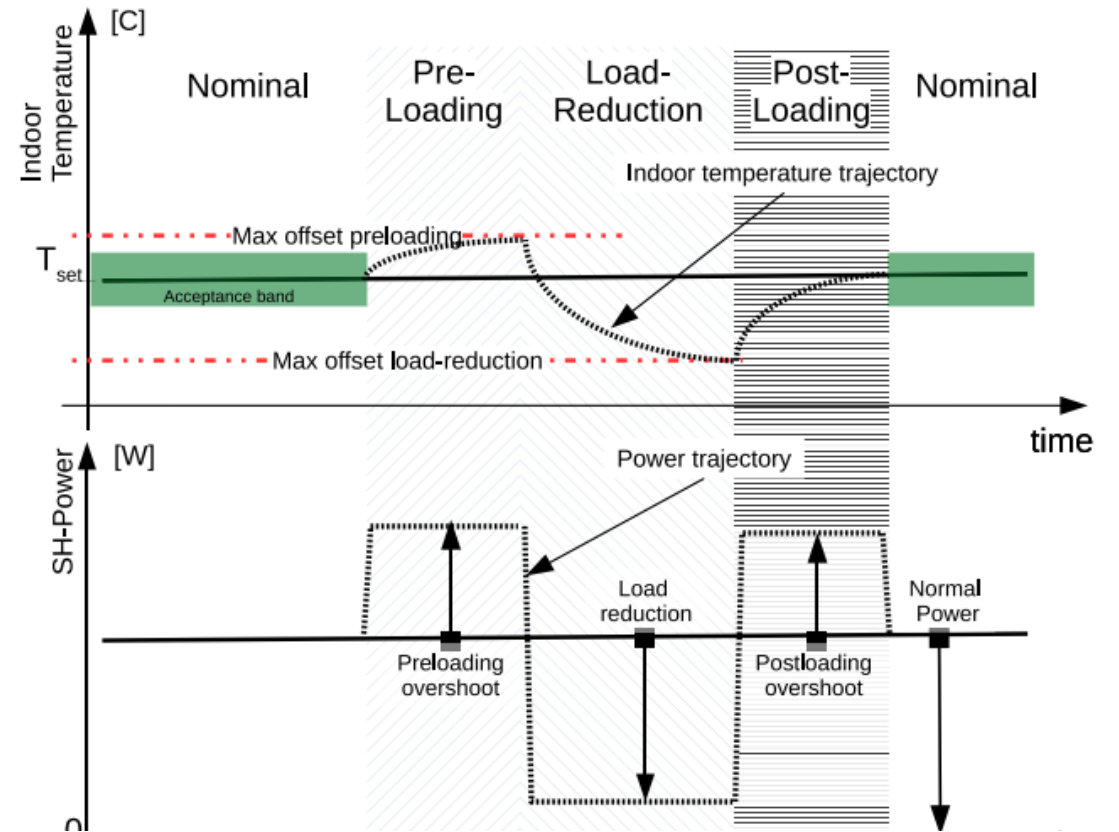 [C]
Indoor
Temperature
Nominal
Pre-
Loading
Load-
Reduction
Post-
Loading
Nominal
Indoor temperature trajectory
Max offset preloading
T set
Acceptance band
Max offset load-reduction
time
[W]
SH-Power
Power trajectory
Load
reduction
Normal
Power
Preloading
overshoot
Postloading
overshoot
0